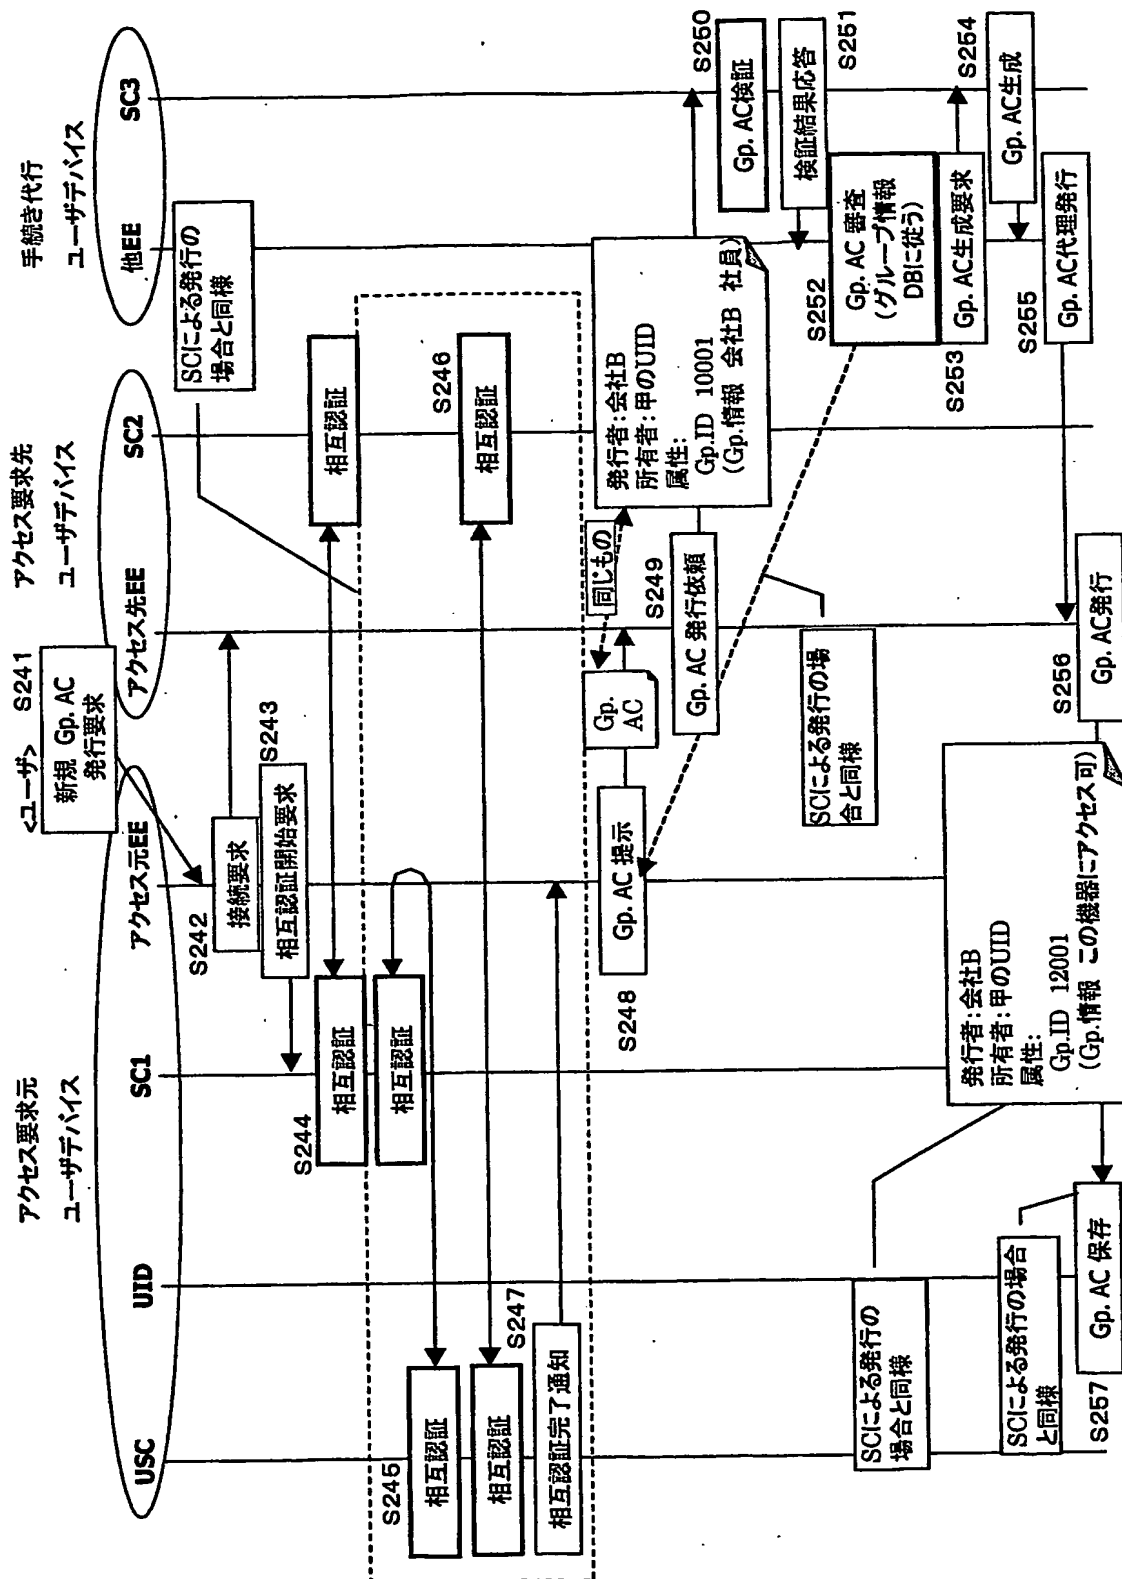 アクセス要求元
ユーザデバイス
アクセス要求先
ユーザデバイス
手続き代行
ユーザデバイス
USC
UID
SC1
アクセス元EE
アクセス先EE
SC2
他EE
SC3
<ユーザ> S241
新規 Gp. AC
発行要求
S242
接続要求
S243
相互認証開始要求
SCによる発行の
場合と同様
S244
相互認証
相互認証
相互認証
S245
相互認証
S246
相互認証
相互認証
S247
相互認証完了通知
S248
Gp. AC 提示
Gp.
AC
同じもの
発行者:会社B
所有者:甲のUID
属性:
Gp.ID 10001
(Gp.情報 会社B 社員)
S249
Gp. AC 発行依頼
S250
Gp. AC検証
S251
検証結果応答
S252
Gp. AC 審査
(グループ情報
DBに従う)
SCによる発行の場
合と同様
S253
Gp. AC生成要求
S254
Gp. AC生成
S255
Gp. AC代理発行
S256
Gp. AC発行
発行者:会社B
所有者:甲のUID
属性:
Gp.ID 12001
(Gp.情報 この機器にアクセス可)
SCによる発行の
場合と同様
SCによる発行の場合
と同様
S257
Gp. AC 保存